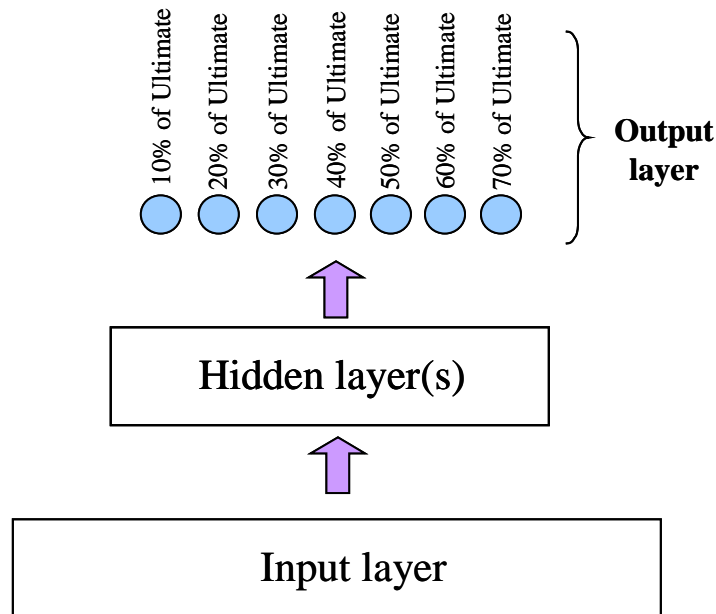 10% of Ultimate
20% of Ultimate
30% of Ultimate
40% of Ultimate
50% of Ultimate
60% of Ultimate
70% of Ultimate
Output
layer
Hidden layer(s)
Input layer